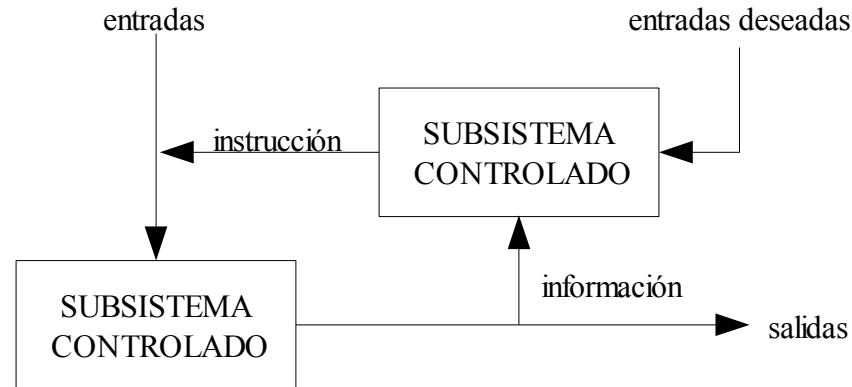 entradas
entradas deseadas
instrucción
SUBSISTEMA
CONTROLADO
información
SUBSISTEMA
CONTROLADO
salidas